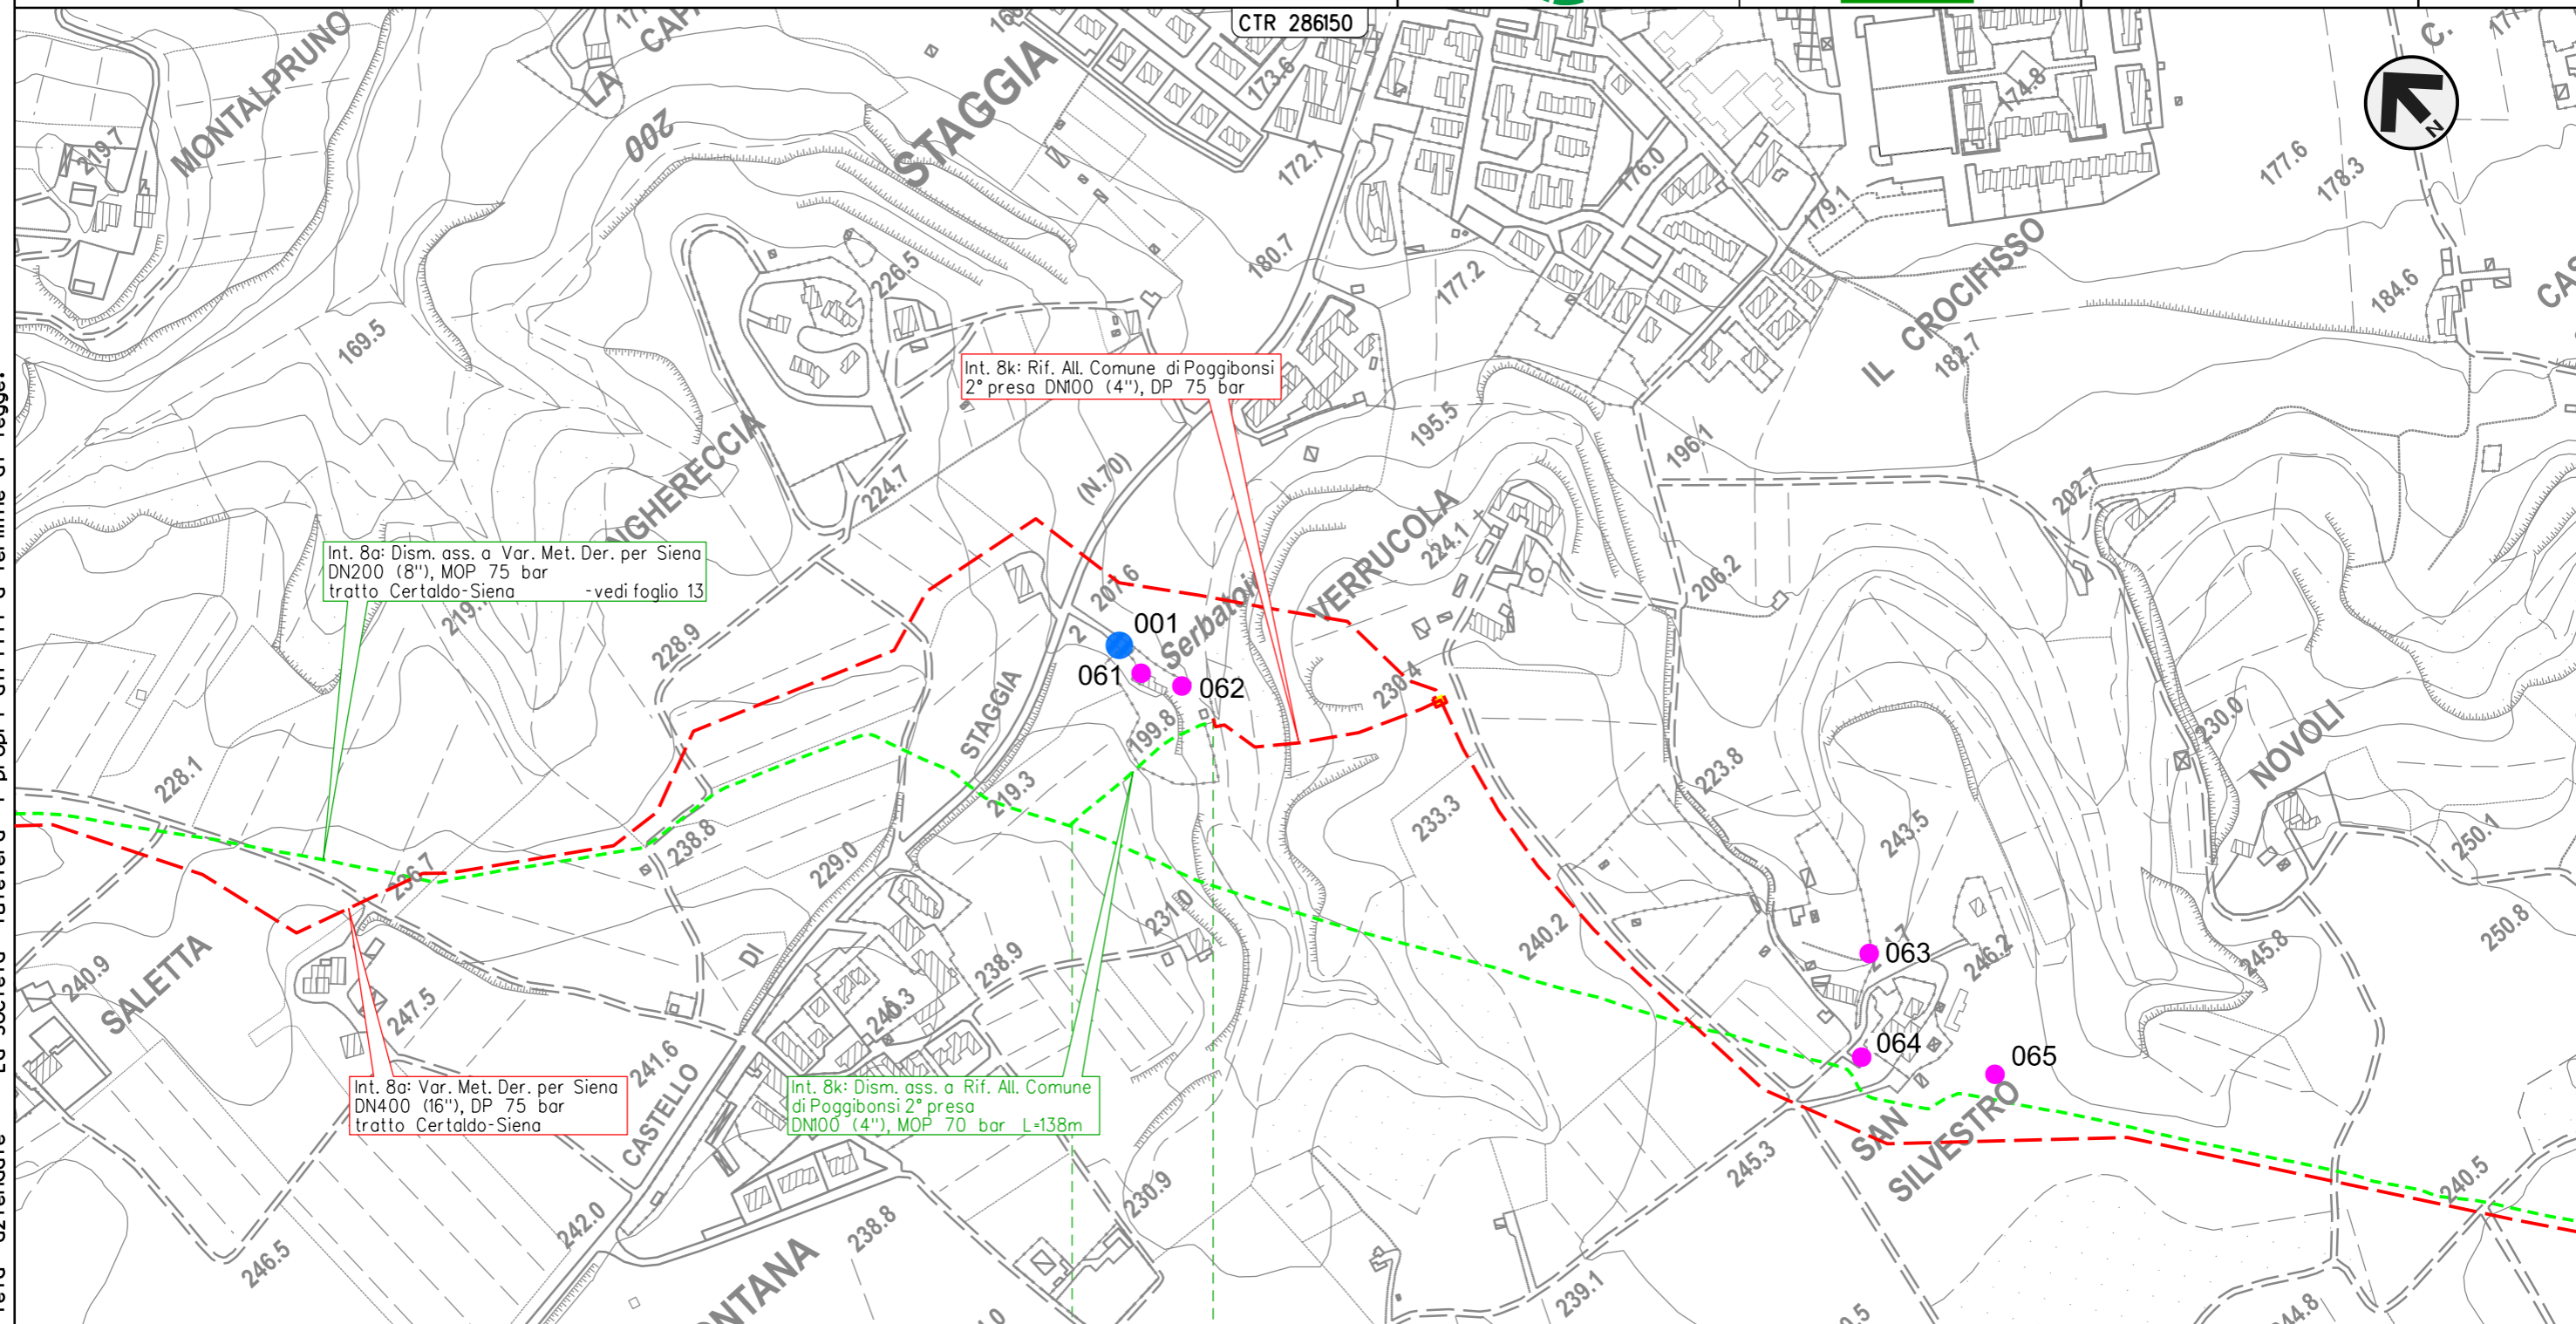 CTR 286150
N
C.
MONTALPRUNO
LA
200
STAGGIA
173.6
172.7
174.8
176.0
177.6
178.3
179.1
180.7
177.2
184.6
219.7
226.5
169.5
IL CROCIFISSO
182.7
Int. 8k: Rif. All. Comune di Poggibonsi
2° presa DN100 (4"), DP 75 bar
195.5
196.1
224.7
(N.70)
202.7
VERRUCOLA
224.1
206.2
Int. 8a: Dism. ass. a Var. Met. Der. per Siena
DN200 (8"), MOP 75 bar
tratto Certaldo-Siena -vedi foglio 13
228.9
207.6
2
001
Serbatoi
061
062
230.4
199.8
STAGGIA
219.3
228.1
238.8
236.7
229.0
233.3
223.8
230.0
NOVOLI
243.5
250.1
231.0
240.2
238.9
250.8
245.8
246.2
063
064
065
240.9
SALETTA
247.5
DI
241.6
CASTELLO
Int. 8a: Var. Met. Der. per Siena
DN400 (16"), DP 75 bar
tratto Certaldo-Siena
Int. 8k: Dism. ass. a Rif. All. Comune
di Poggibonsi 2° presa
DN100 (4"), MOP 70 bar L=138m
SAN
SILVESTRO
245.3
240.5
230.9
242.0
238.8
246.5
239.1